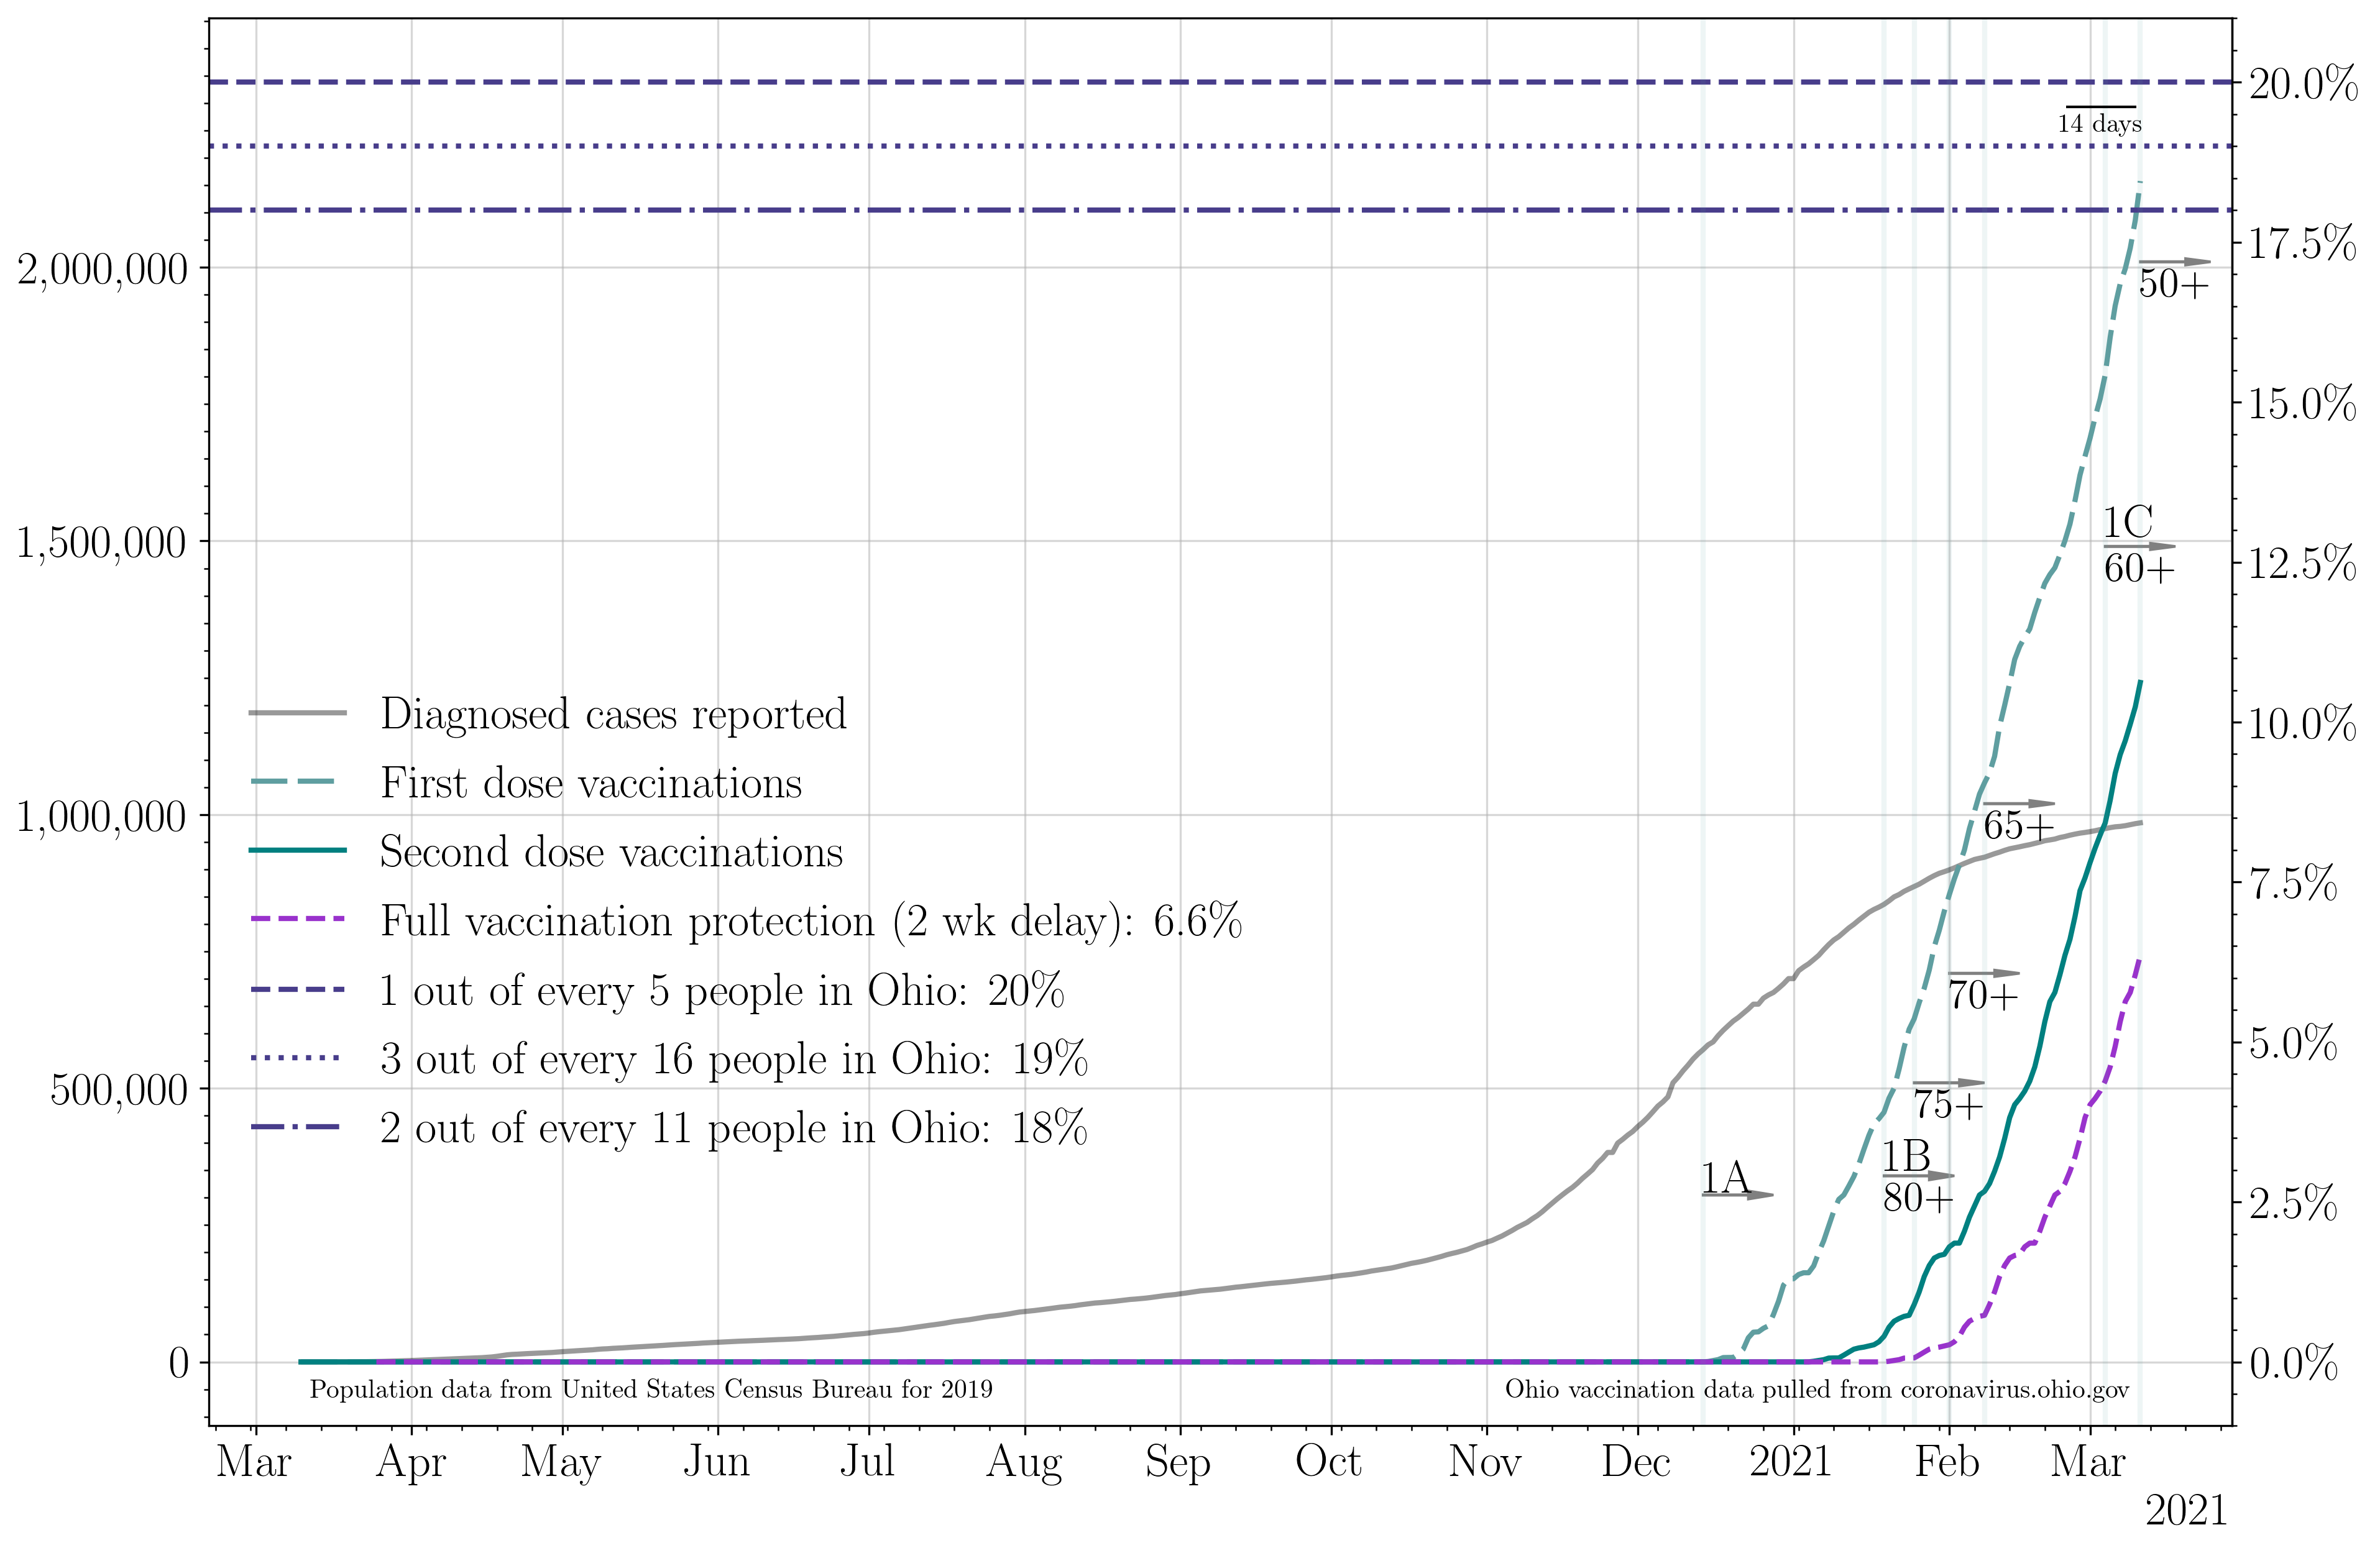 20.0%
14 days
17.5%
2,000,000
50+
15.0%
1C
1,500,000
12.5%
60+
Diagnosed cases reported
10.0%
First dose vaccinations
1,000,000
65+
Second dose vaccinations
7.5%
Full vaccination protection (2 wk delay): 6.6%
70+
1 out of every 5 people in Ohio: 20%
5.0%
3 out of every 16 people in Ohio: 19%
500,000
75+
2 out of every 11 people in Ohio: 18%
1B
1A
80+
2.5%
0
0.0%
Population data from United States Census Bureau for 2019
Ohio vaccination data pulled from coronavirus.ohio.gov
Mar Apr May Jun Jul Aug Sep Oct Nov Dec 2021 Feb Mar
2021